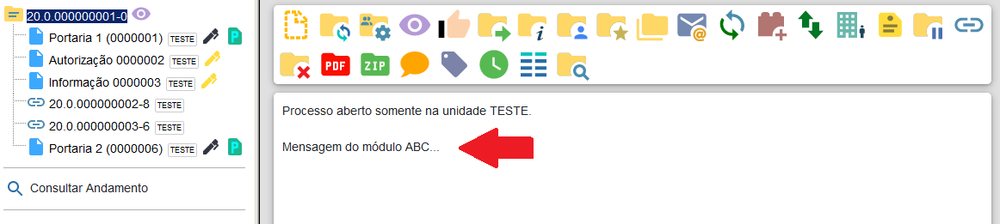 20.0.000000001-0
Portaria 1 (0000001) TESTE P
Autorização 0000002 TESTE
Informação 0000003 TESTE
20.0.000000002-8 TESTE
20.0.000000003-6 TESTE
Portaria 2 (0000006) TESTE P
Consultar Andamento
i
PDF ZIP
Processo aberto somente na unidade TESTE.
Mensagem do módulo ABC...